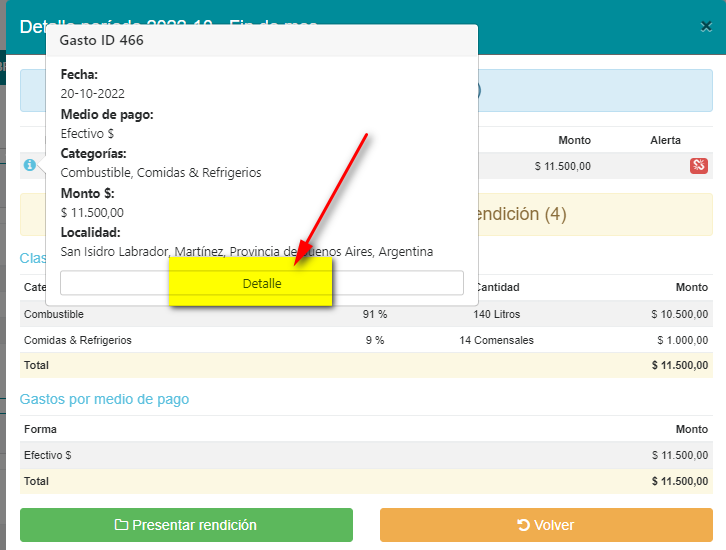 Detalle período 2022-10 - Fin de mes
×
Gasto ID 466
Fecha:
20-10-2022
Medio de pago:
Efectivo $
Categorías:
Combustible, Comidas & Refrigerios
Monto $:
$ 11.500,00
Localidad:
San Isidro Labrador, Martínez, Provincia de Buenos Aires, Argentina
Detalle
Monto Alerta
$ 11.500,00
rendición (4)
Clas
Cate Cantidad Monto
Combustible 91 % 140 Litros $ 10.500,00
Comidas & Refrigerios 9 % 14 Comensales $ 1.000,00
Total $ 11.500,00
Gastos por medio de pago
Forma Monto
Efectivo $ $ 11.500,00
Total $ 11.500,00
Presentar rendición Volver